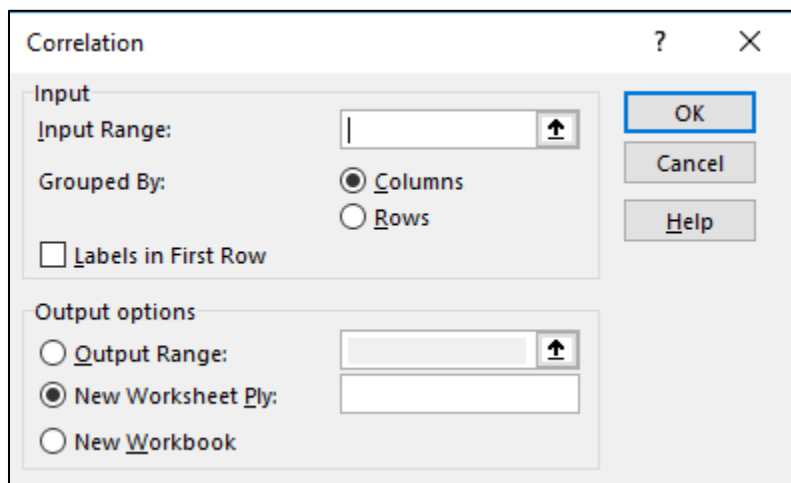 Correlation ?
Input
Input Range:
OK
Grouped By: Columns
Cancel
Rows
Help
Labels in First Row
Output options
Output Range:
New Worksheet Ply:
New Workbook